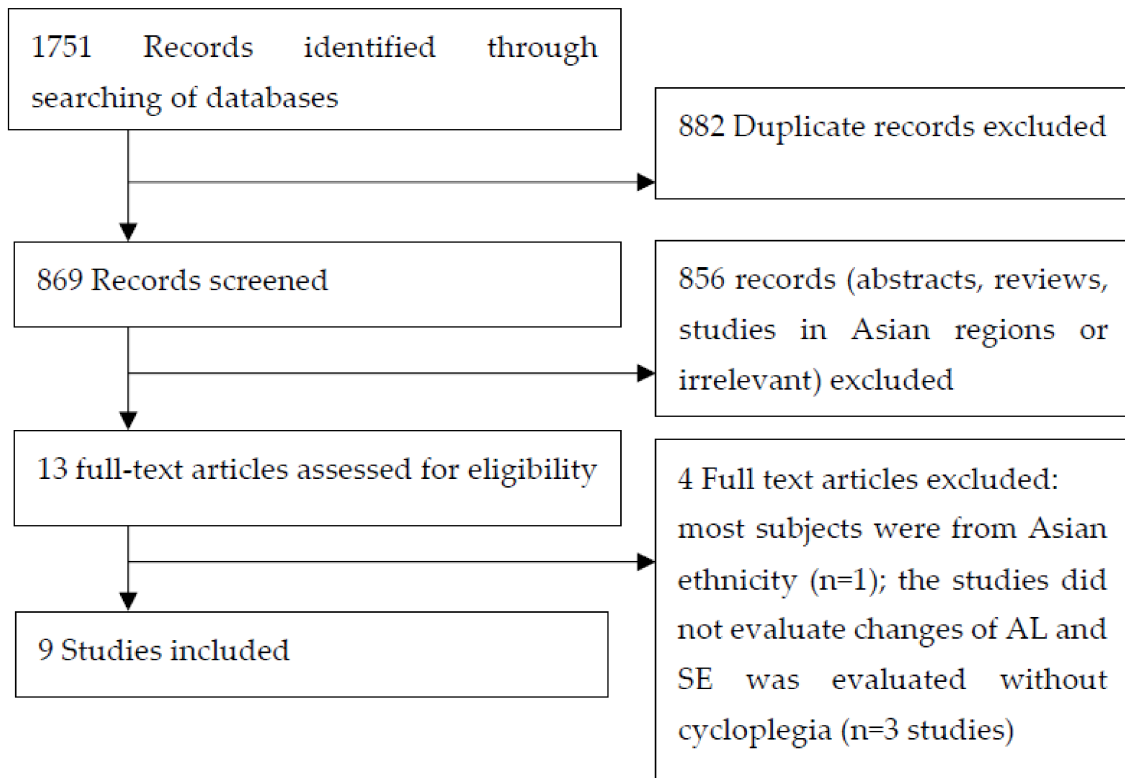 1751 Records identified through
searching of databases
882 Duplicate records excluded
869 Records screened
856 records (abstracts, reviews,
studies in Asian regions or
irrelevant) excluded
13 full-text articles assessed for eligibility
4 Full text articles excluded:
most subjects were from Asian
ethnicity (n=1); the studies did
not evaluate changes of AL and
SE was evaluated without
cycloplegia (n=3 studies)
9 Studies included